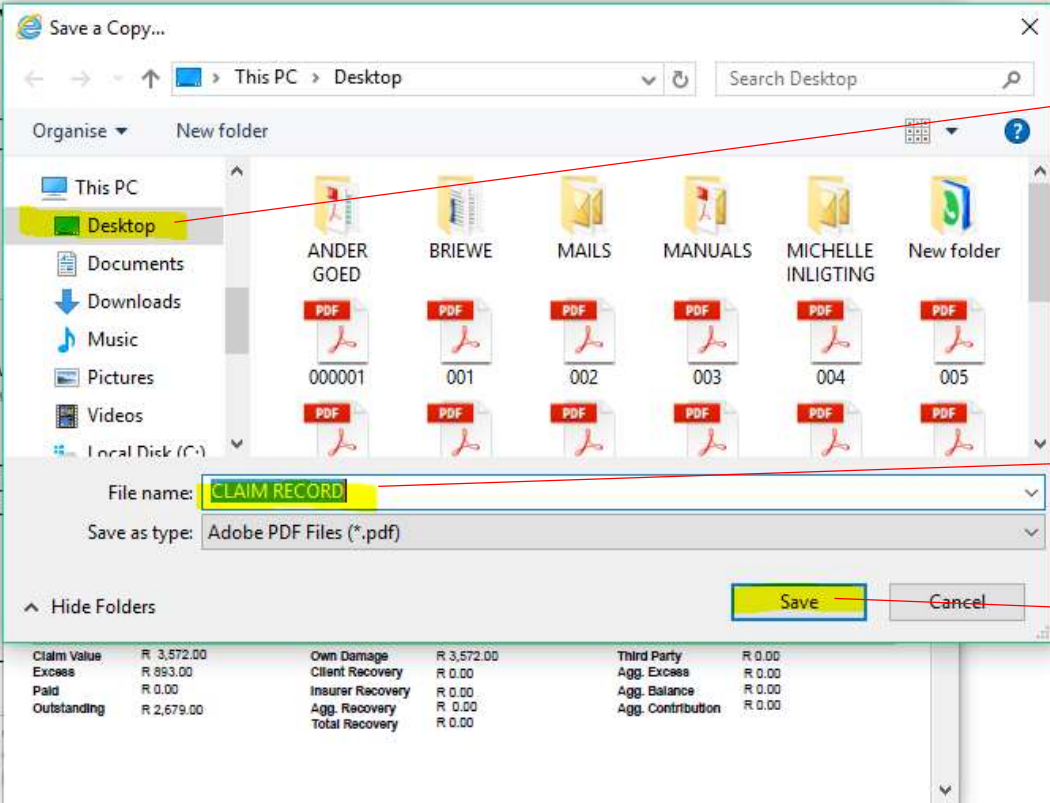 Save a Copy...
This PC > Desktop
Search Desktop
Organise
New folder
This PC
Desktop
Documents
Downloads
Music
Pictures
Videos
Local Disk (C:)
ANDER GOED
BRIEWE
MAILS
MANUALS
MICHELLE INLIGTING
New folder
PDF PDF PDF PDF PDF PDF
000001 001 002 003 004 005
PDF PDF PDF PDF PDF PDF
File name: CLAIM RECORD
Save as type: Adobe PDF Files (*.pdf)
Hide Folders
Save
Cancel
Claim Value R 3,572.00 Own Damage R 3,572.00 Third Party R 0.00
Excess R 893.00 Client Recovery R 0.00 Agg. Excess R 0.00
Paid R 0.00 Insurer Recovery R 0.00 Agg. Balance R 0.00
Outstanding R 2,679.00 Agg. Recovery R 0.00 Agg. Contribution R 0.00
Total Recovery R 0.00